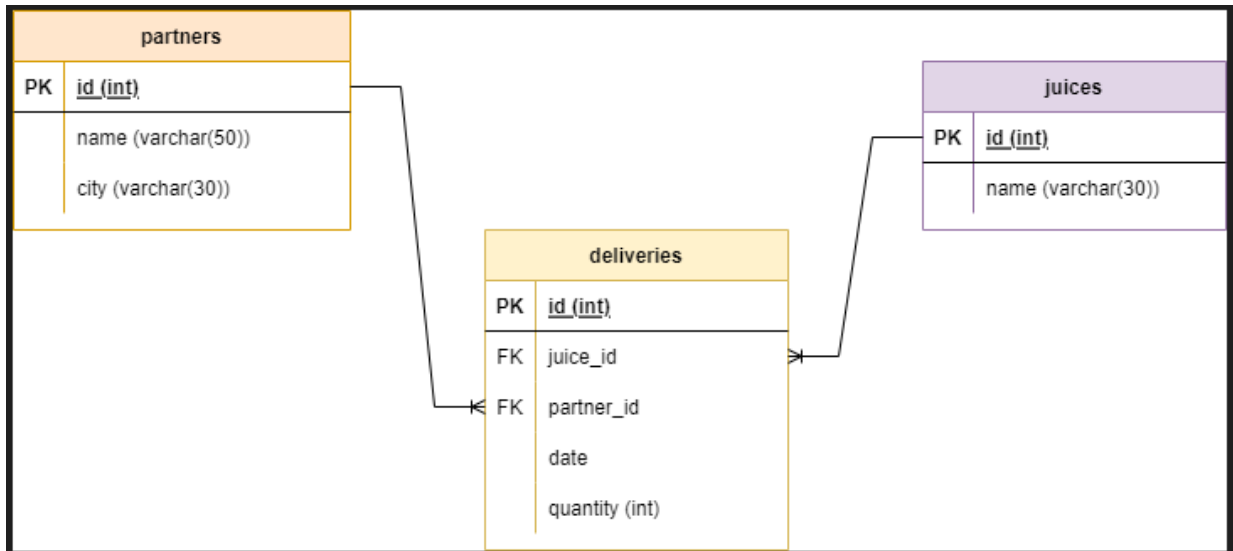 partners
PK id (int)
name (varchar(50))
city (varchar(30))
juices
PK id (int)
name (varchar(30))
deliveries
PK id (int)
FK juice_id
FK partner_id
date
quantity (int)